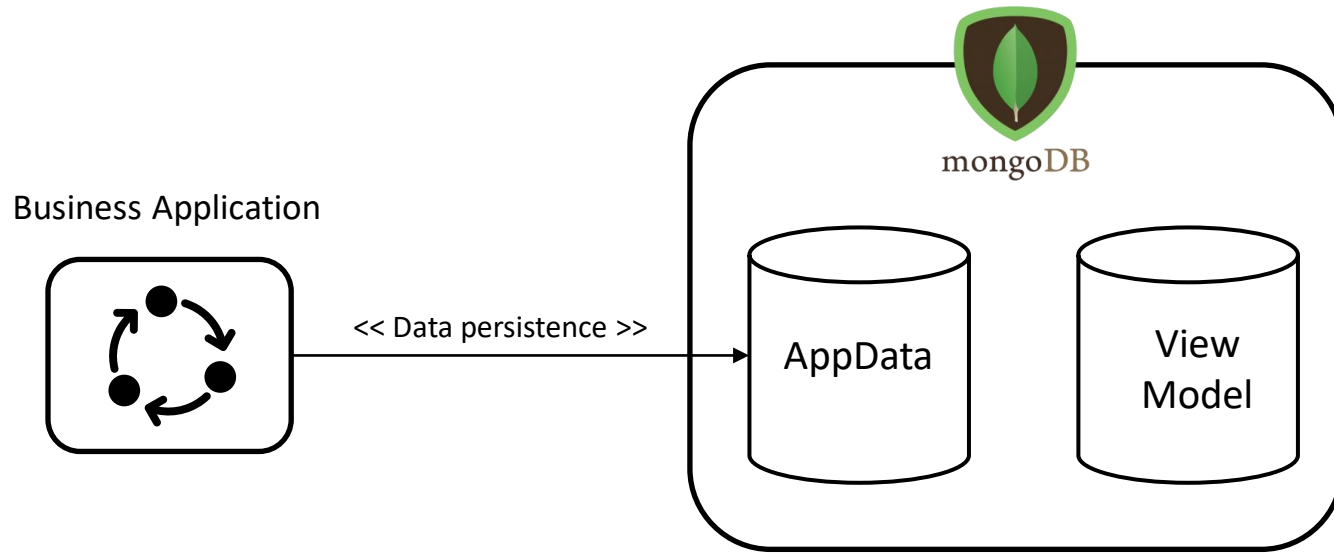 mongoDB
Business Application
<< Data persistence >>
AppData
View
Model